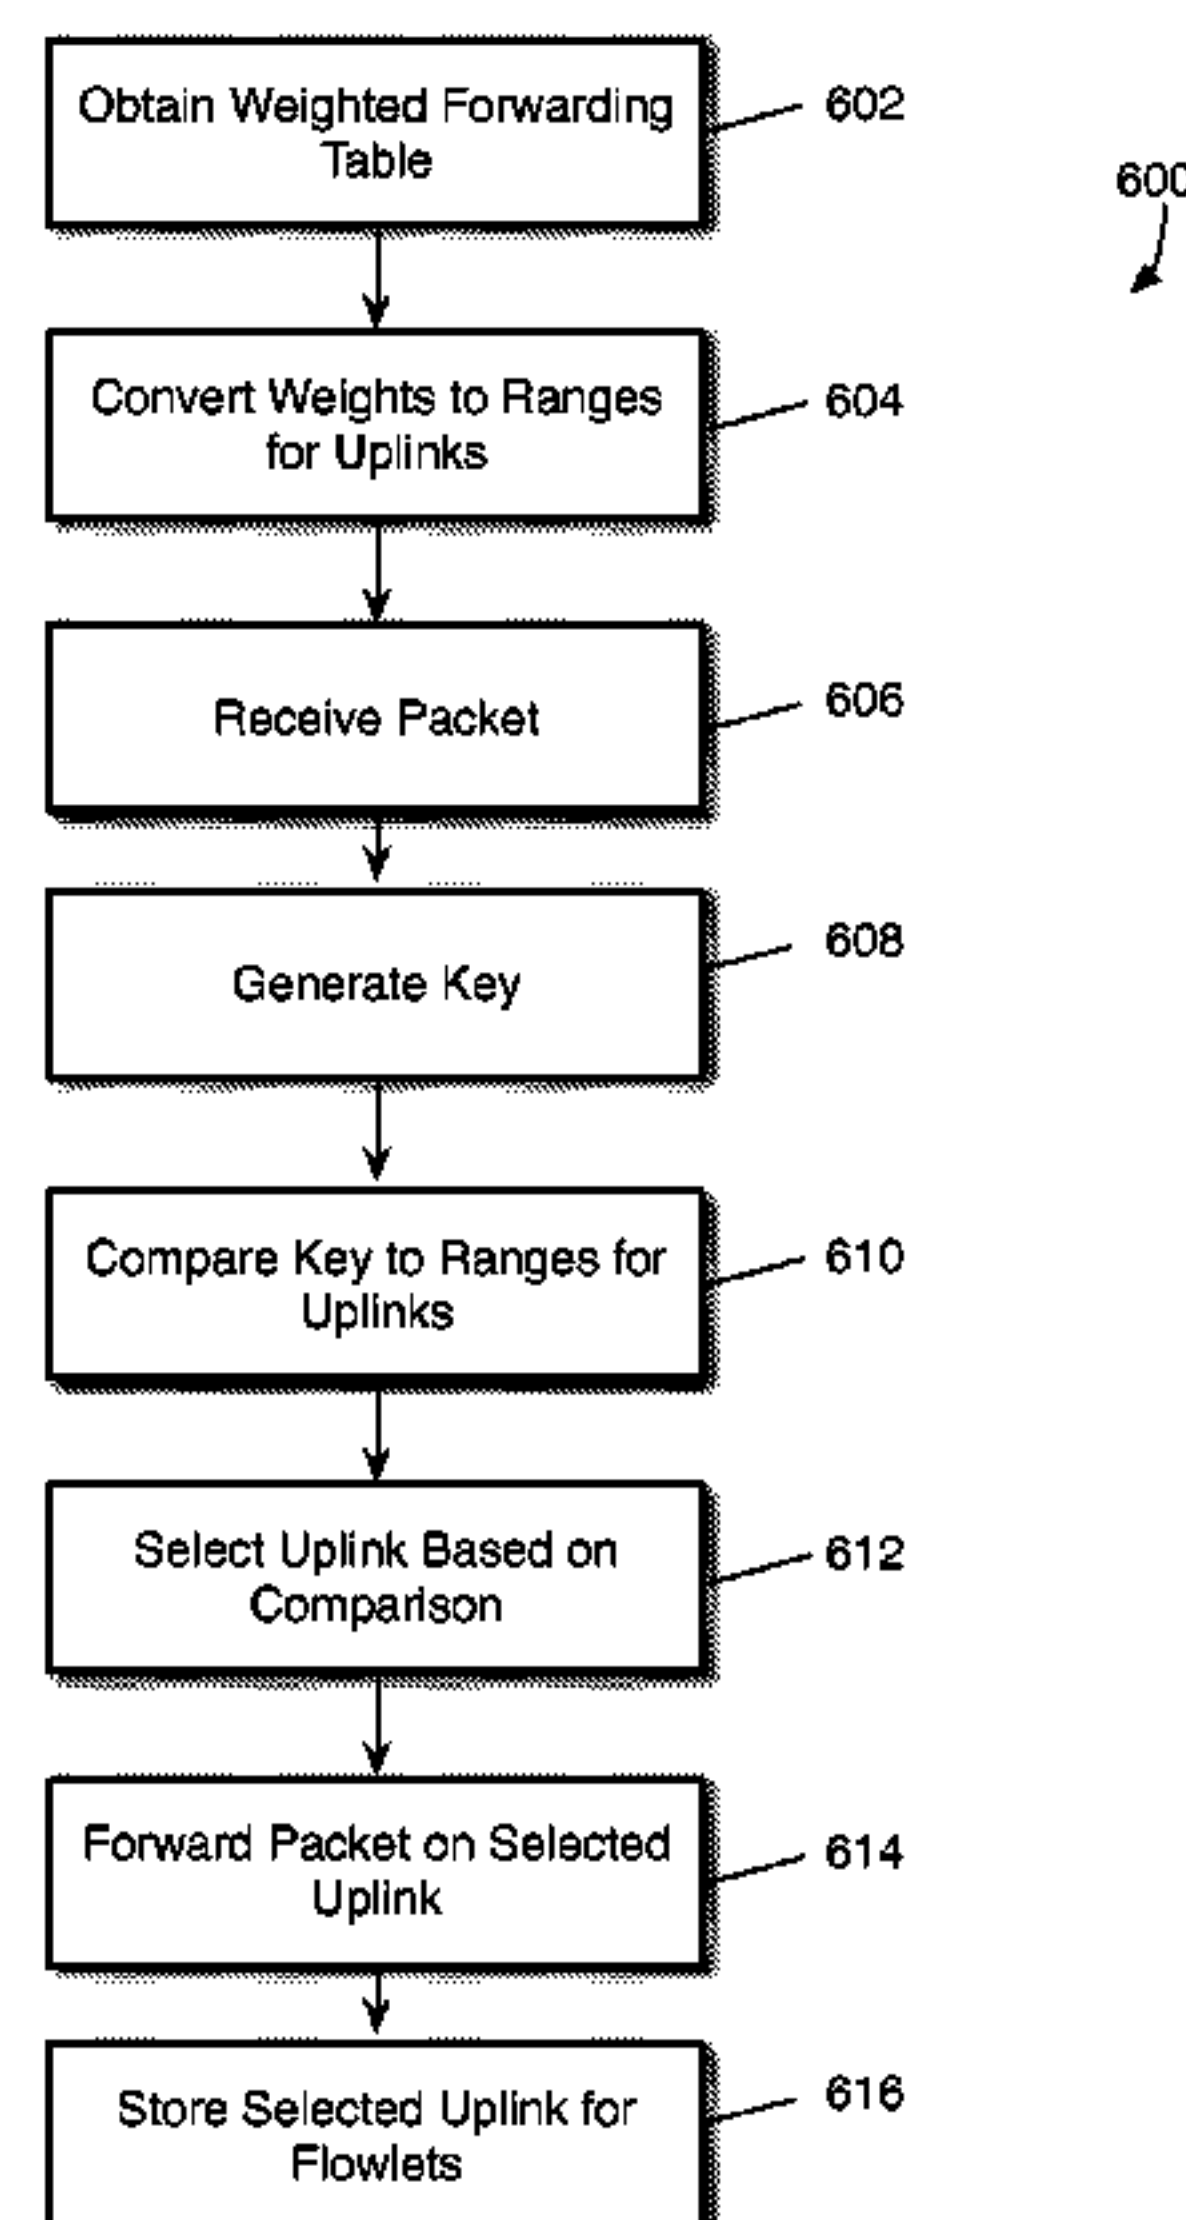 Obtain Weighted Forwarding
Table
602
600
Convert Weights to Ranges
for Uplinks
604
Receive Packet
606
Generate Key
608
Compare Key to Ranges for
Uplinks
610
Select Uplink Based on
Comparison
612
Forward Packet on Selected
Uplink
614
Store Selected Uplink for
Flowlets
616